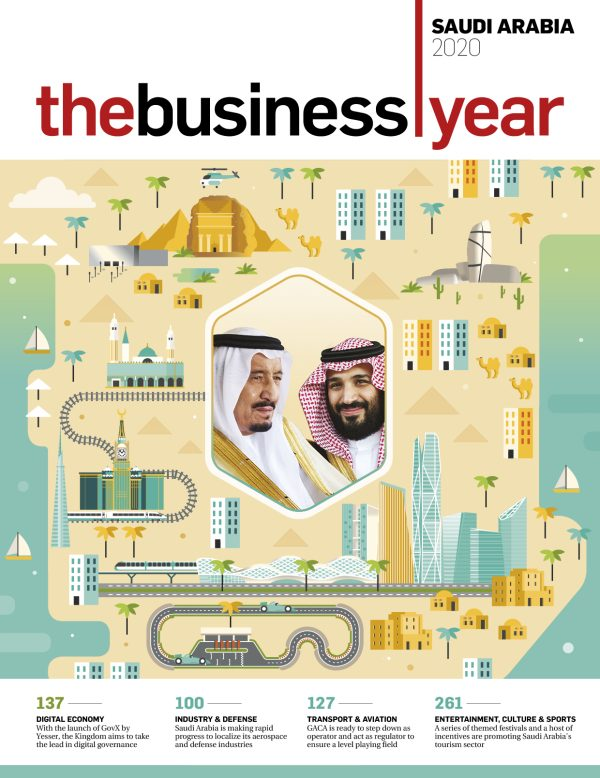 SAUDI ARABIA
2020
thebusiness year
137
DIGITAL ECONOMY
With the launch of GovX by
Yesser, the Kingdom aims to take
the lead in digital governance
100
INDUSTRY & DEFENSE
Saudi Arabia is making rapid
progress to localize its aerospace
and defense industries
127
TRANSPORT & AVIATION
GACA is ready to step down as
operator and act as regulator to
ensure a level playing field
261
ENTERTAINMENT, CULTURE & SPORTS
A series of themed festivals and a host of
incentives are promoting Saudi Arabia's
tourism sector